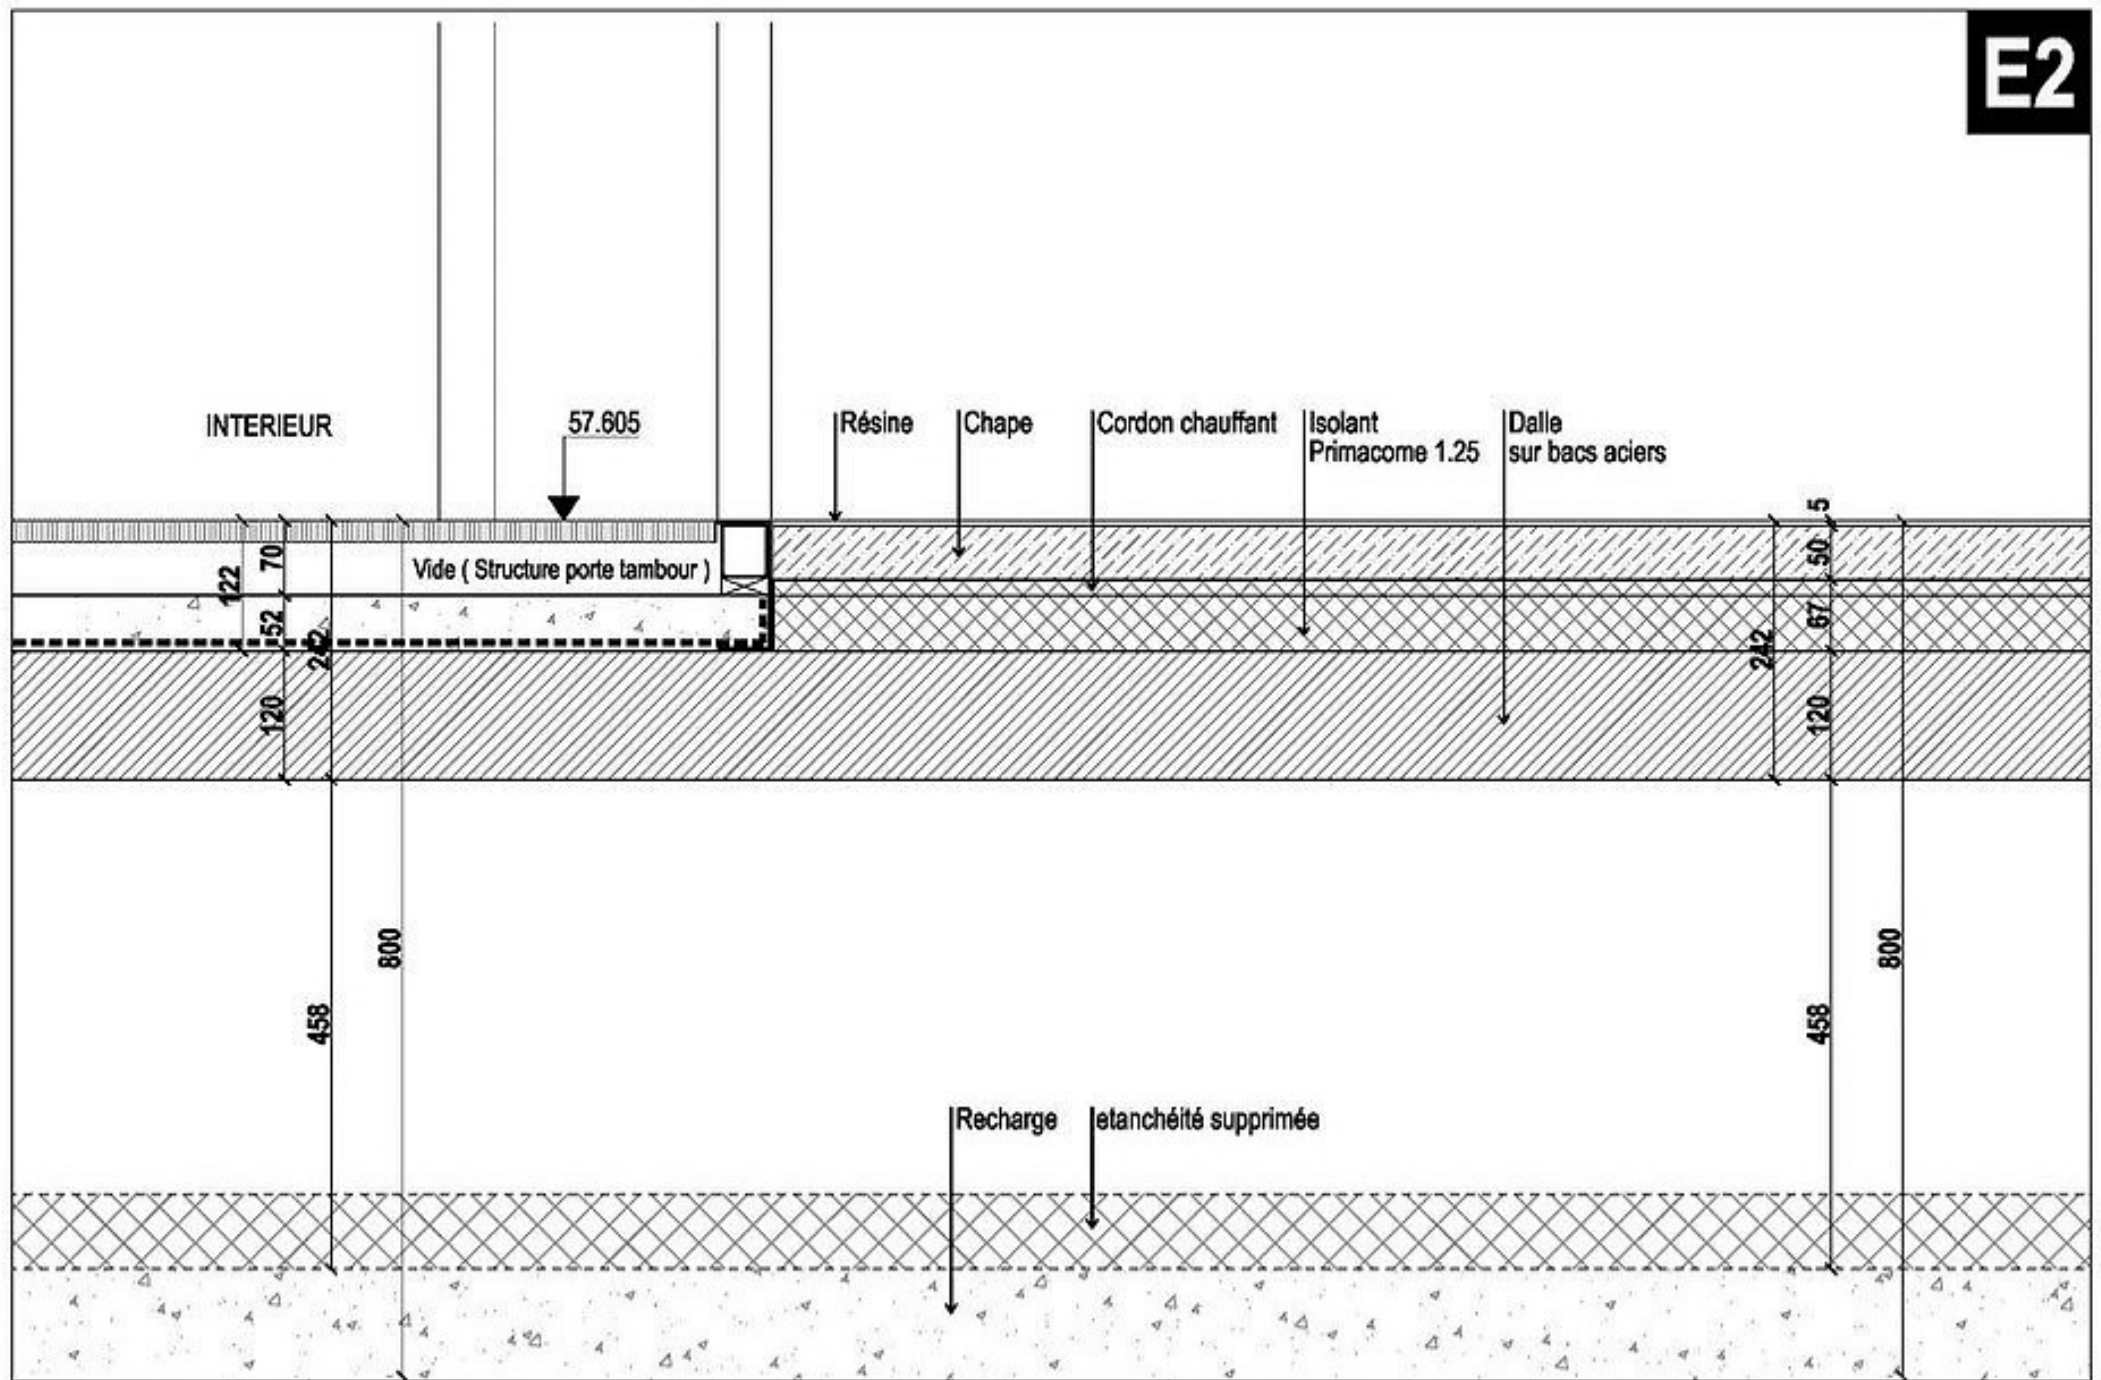 E2
INTERIEUR
57.605
Résine
Chape
Cordon chauffant
Isolant
Primacome 1.25
Dalle
sur bacs aciers
Vide ( Structure porte tambour )
122
70
52
242
120
458
800
5
50
67
242
120
458
800
Recharge
etanchéité supprimée